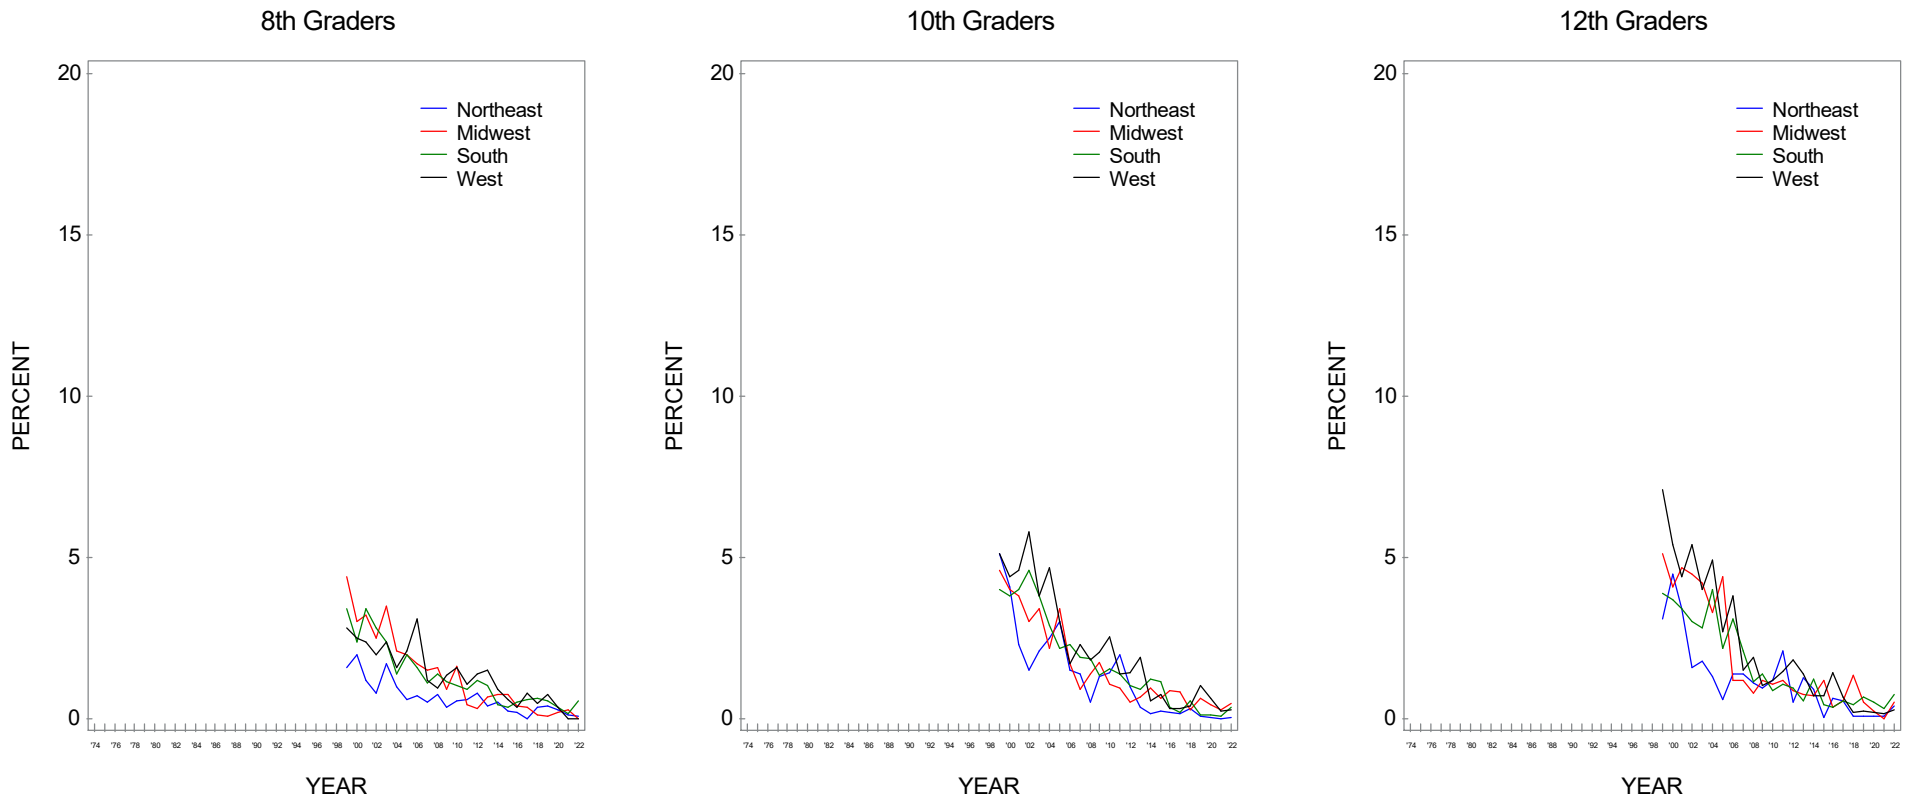 8th Graders
20
15
10
5
0
PERCENT
Northeast
Midwest
South
West
'74 '76 '78 '80 '82 '84 '86 '88 '90 '92 '94 '96 '98 '00 '02 '04 '06 '08 '10 '12 '14 '16 '18 '20 '22
YEAR
10th Graders
20
15
10
5
0
PERCENT
Northeast
Midwest
South
West
'74 '76 '78 '80 '82 '84 '86 '88 '90 '92 '94 '96 '98 '00 '02 '04 '06 '08 '10 '12 '14 '16 '18 '20 '22
YEAR
12th Graders
20
15
10
5
0
PERCENT
Northeast
Midwest
South
West
'74 '76 '78 '80 '82 '84 '86 '88 '90 '92 '94 '96 '98 '00 '02 '04 '06 '08 '10 '12 '14 '16 '18 '20 '22
YEAR